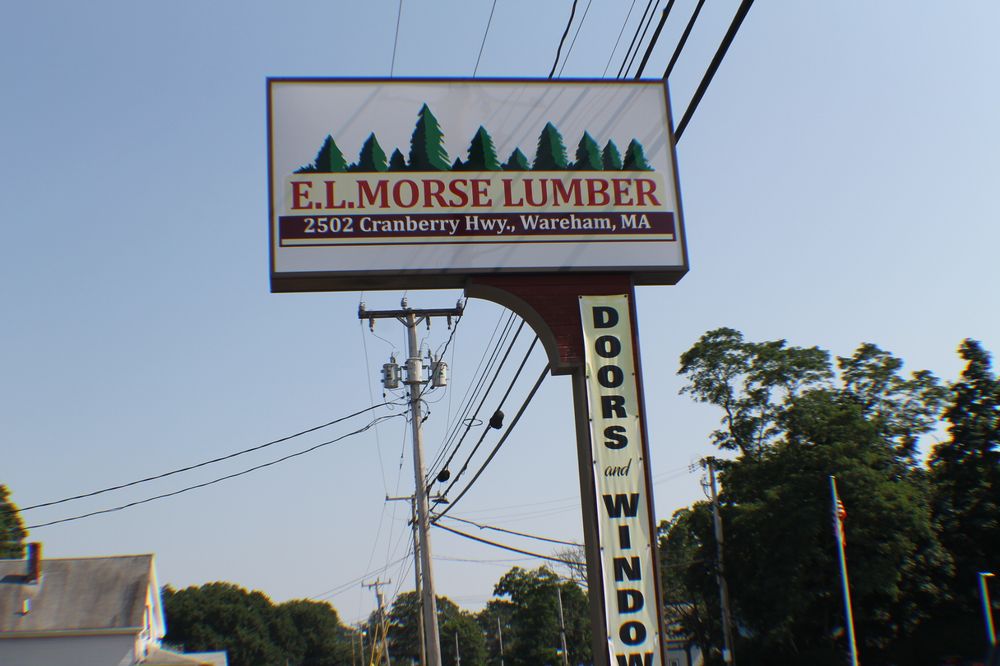 E.L.MORSE LUMBER
2502 Cranberry Hwy., Wareham, MA
DOORS
and
WINDOW